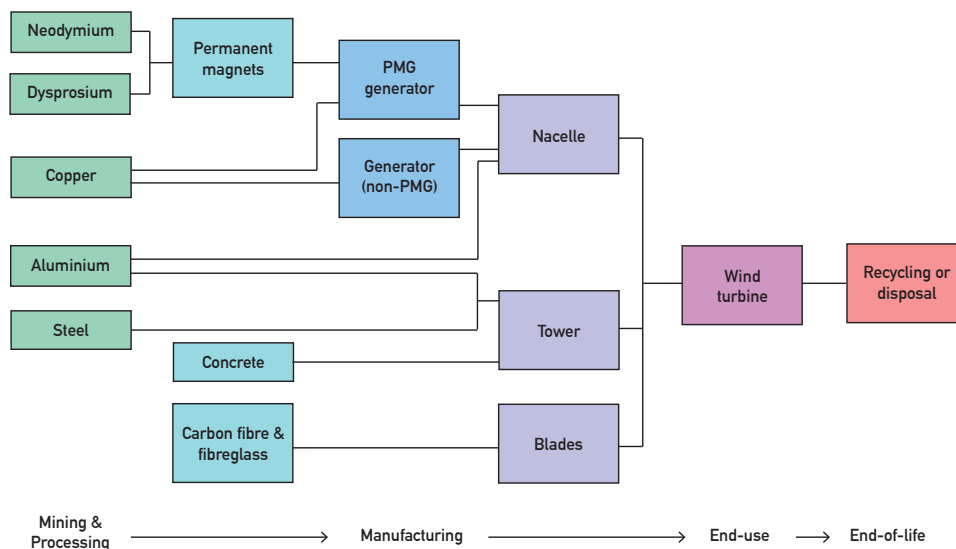 Neodymium
Dysprosium
Permanent
magnets
PMG
generator
Copper
Generator
(non-PMG)
Nacelle
Aluminium
Steel
Concrete
Tower
Carbon fibre &
fibreglass
Blades
Wind
turbine
Recycling or
disposal
Mining &
Processing
Manufacturing
End-use
End-of-life